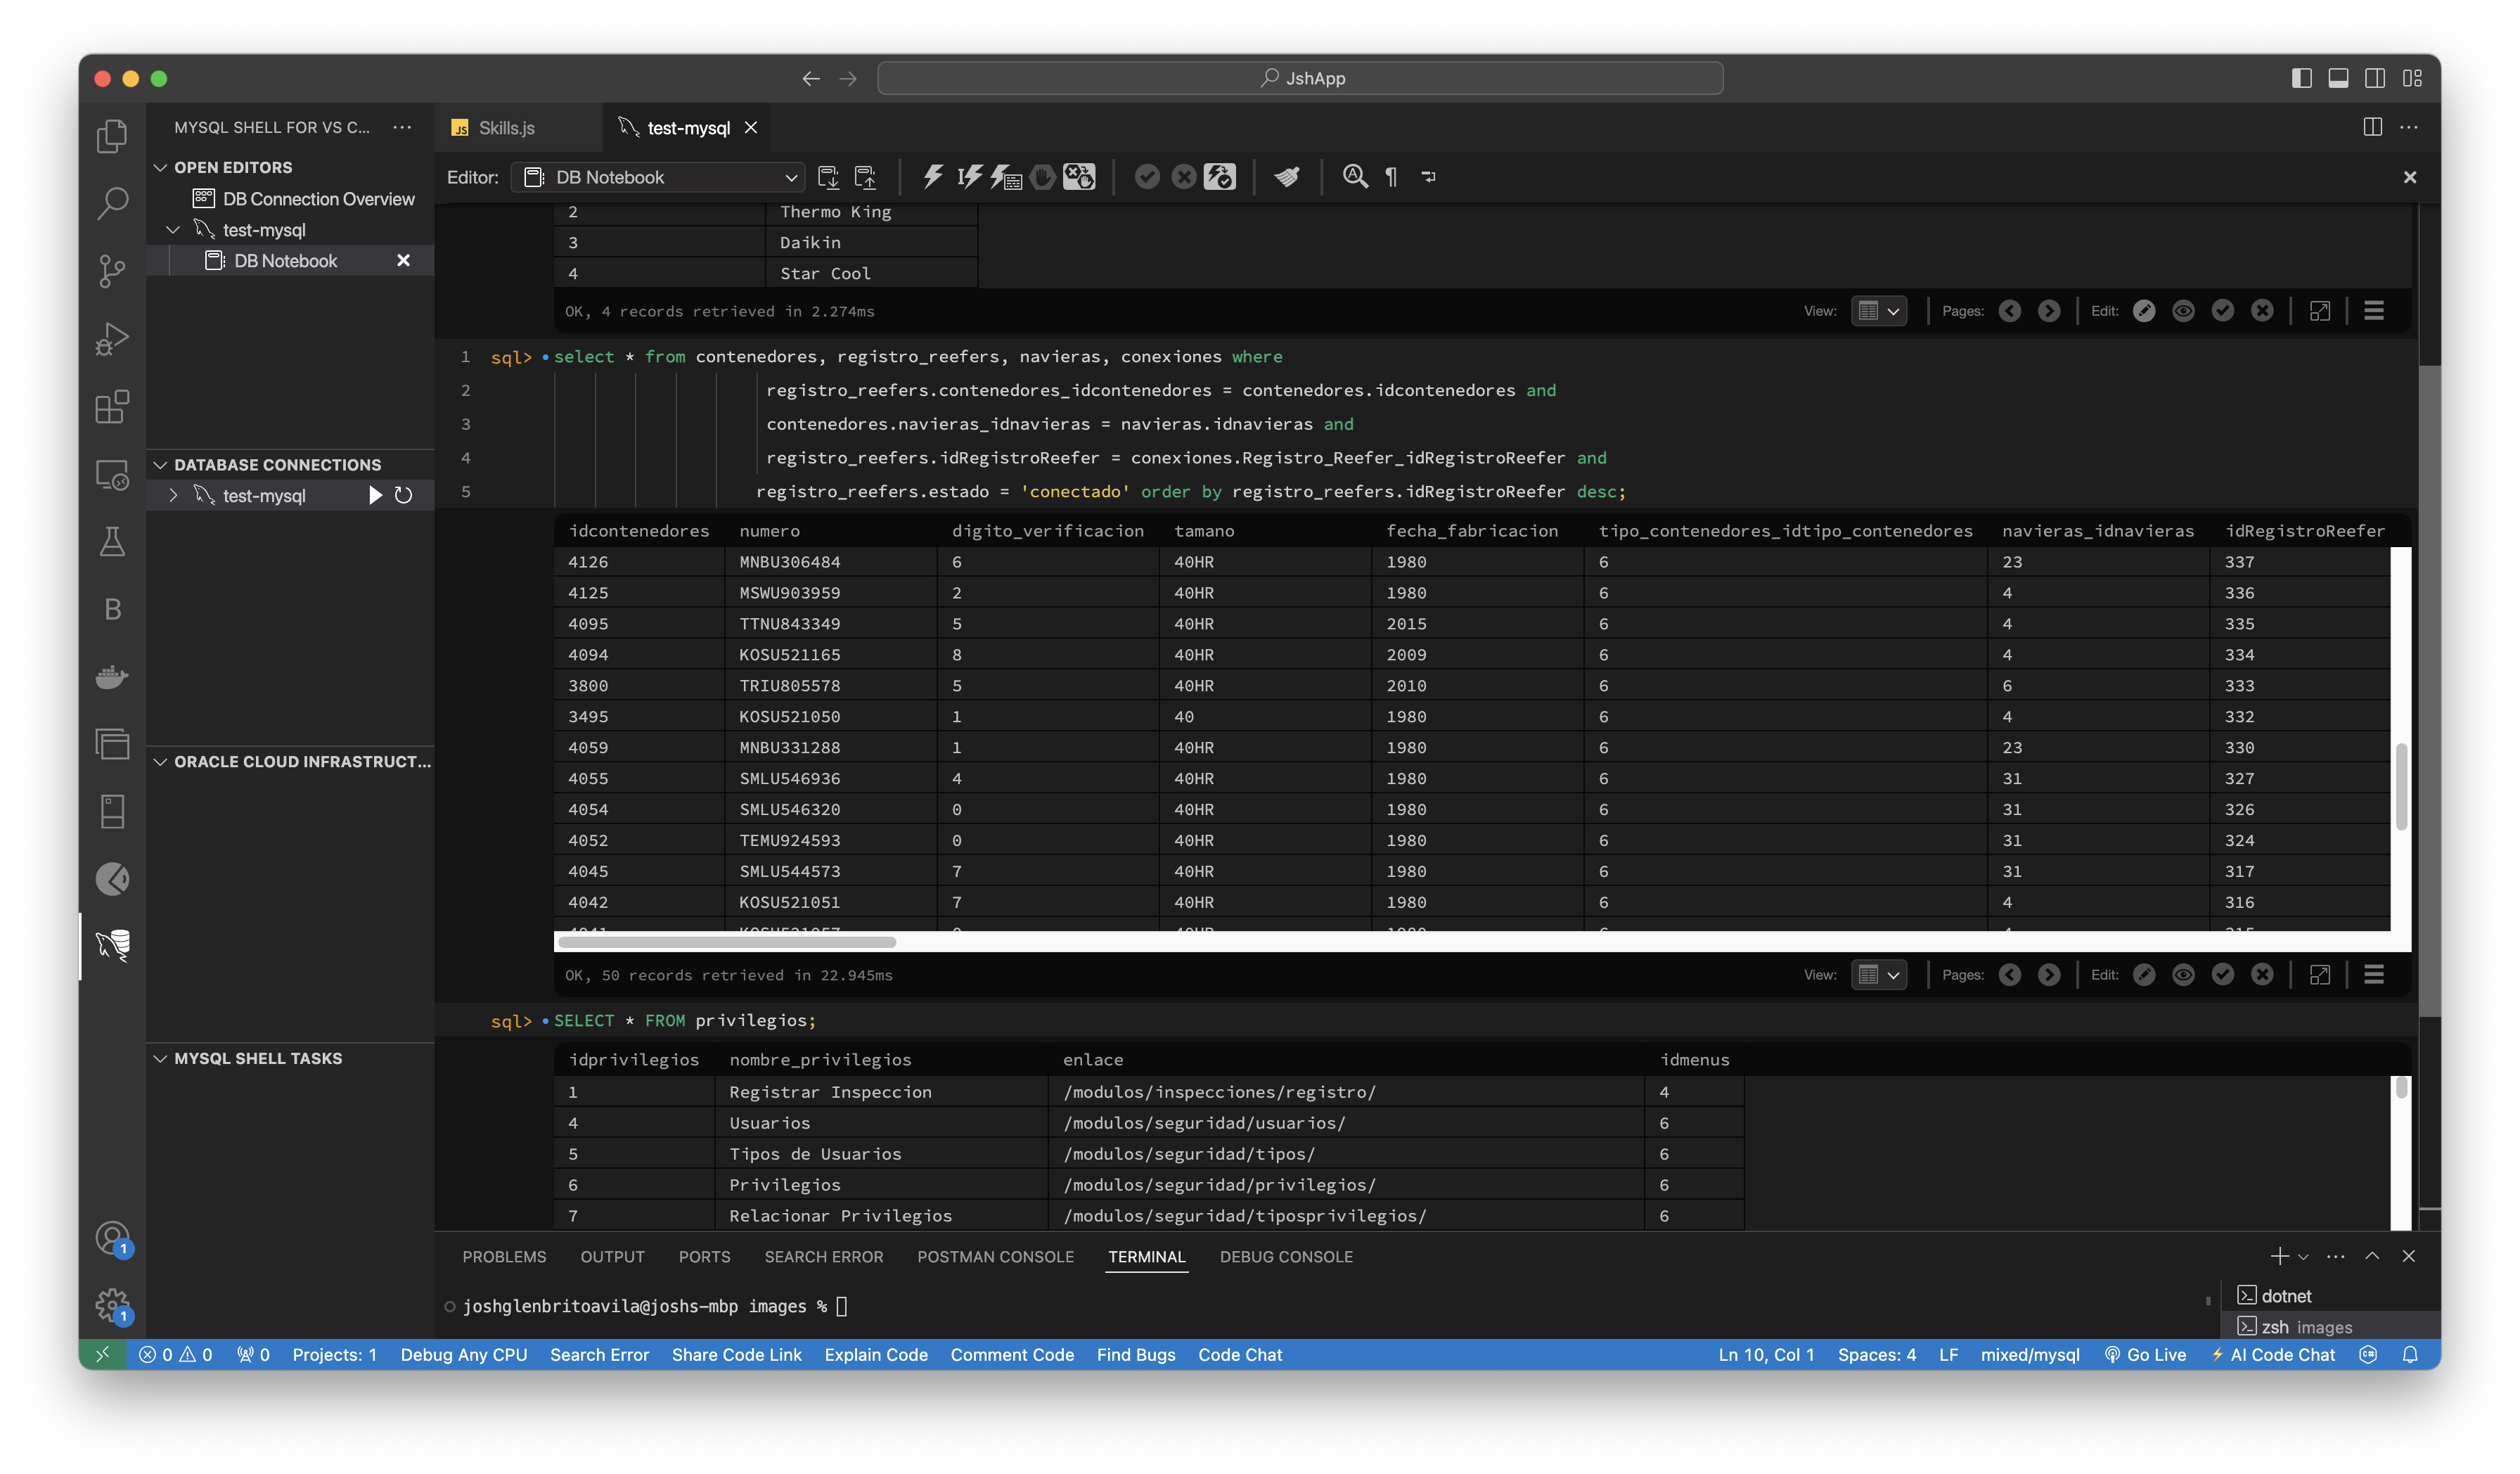 JshApp
MYSQL SHELL FOR VS C...
Skills.js
test-mysql
OPEN EDITORS
DB Connection Overview
test-mysql
DB Notebook
DATABASE CONNECTIONS
test-mysql
ORACLE CLOUD INFRASTRUCT...
MYSQL SHELL TASKS
B
1
1
Editor: DB Notebook
2 Thermo King
3 Daikin
4 Star Cool
OK, 4 records retrieved in 2.274ms
View: Pages: Edit:
1 sql> select * from contenedores, registro_reefers, navieras, conexiones where
2 registro_reefers.contenedores_idcontenedores = contenedores.idcontenedores and
3 contenedores.navieras_idnavieras = navieras.idnavieras and
4 registro_reefers.idRegistroReefer = conexiones.Registro_Reefer_idRegistroReefer and
5 registro_reefers.estado = 'conectado' order by registro_reefers.idRegistroReefer desc;
idcontenedores numero digito_verificacion tamano fecha_fabricacion tipo_contenedores_idtipo_contenedores navieras_idnavieras idRegistroReefer
4126 MNBU306484 6 40HR 1980 6 23 337
4125 MSWU903959 2 40HR 1980 6 4 336
4095 TTNU843349 5 40HR 2015 6 4 335
4094 KOSU521165 8 40HR 2009 6 4 334
3800 TRIU805578 5 40HR 2010 6 6 333
3495 KOSU521050 1 40 1980 6 4 332
4059 MNBU331288 1 40HR 1980 6 23 330
4055 SMLU546936 4 40HR 1980 6 31 327
4054 SMLU546320 0 40HR 1980 6 31 326
4052 TEMU924593 0 40HR 1980 6 31 324
4045 SMLU544573 7 40HR 1980 6 31 317
4042 KOSU521051 7 40HR 1980 6 4 316
OK, 50 records retrieved in 22.945ms
View: Pages: Edit:
sql> SELECT * FROM privilegios;
idprivilegios nombre_privilegios enlace idmenus
1 Registrar Inspeccion /modulos/inspecciones/registro/ 4
4 Usuarios /modulos/seguridad/usuarios/ 6
5 Tipos de Usuarios /modulos/seguridad/tipos/ 6
6 Privilegios /modulos/seguridad/privilegios/ 6
7 Relacionar Privilegios /modulos/seguridad/tiposprivilegios/ 6
PROBLEMS OUTPUT PORTS SEARCH ERROR POSTMAN CONSOLE TERMINAL DEBUG CONSOLE
joshglenbritoavila@joshs-mbp images %
dotnet
zsh images
0 0 0 Projects: 1 Debug Any CPU Search Error Share Code Link Explain Code Comment Code Find Bugs Code Chat Ln 10, Col 1 Spaces: 4 LF mixed/mysql Go Live AI Code Chat